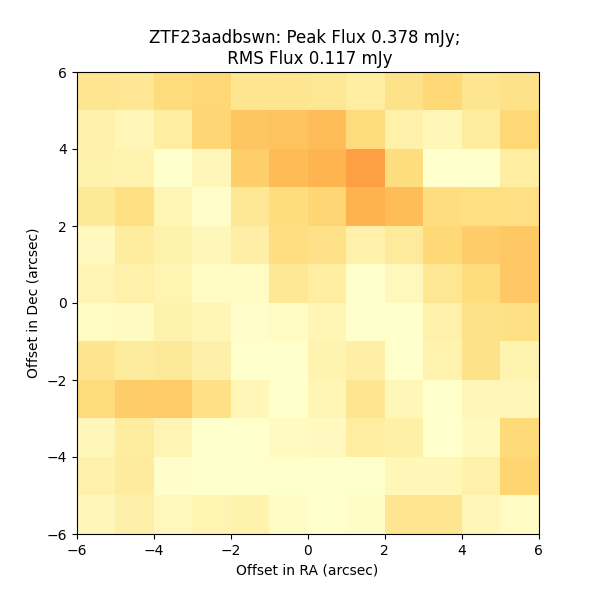 ZTF23aadbswn: Peak Flux 0.378 mJy;
RMS Flux 0.117 mJy
6
4
2
0
−2
−4
−6
Offset in Dec (arcsec)
−6 −4 −2 0 2 4 6
Offset in RA (arcsec)